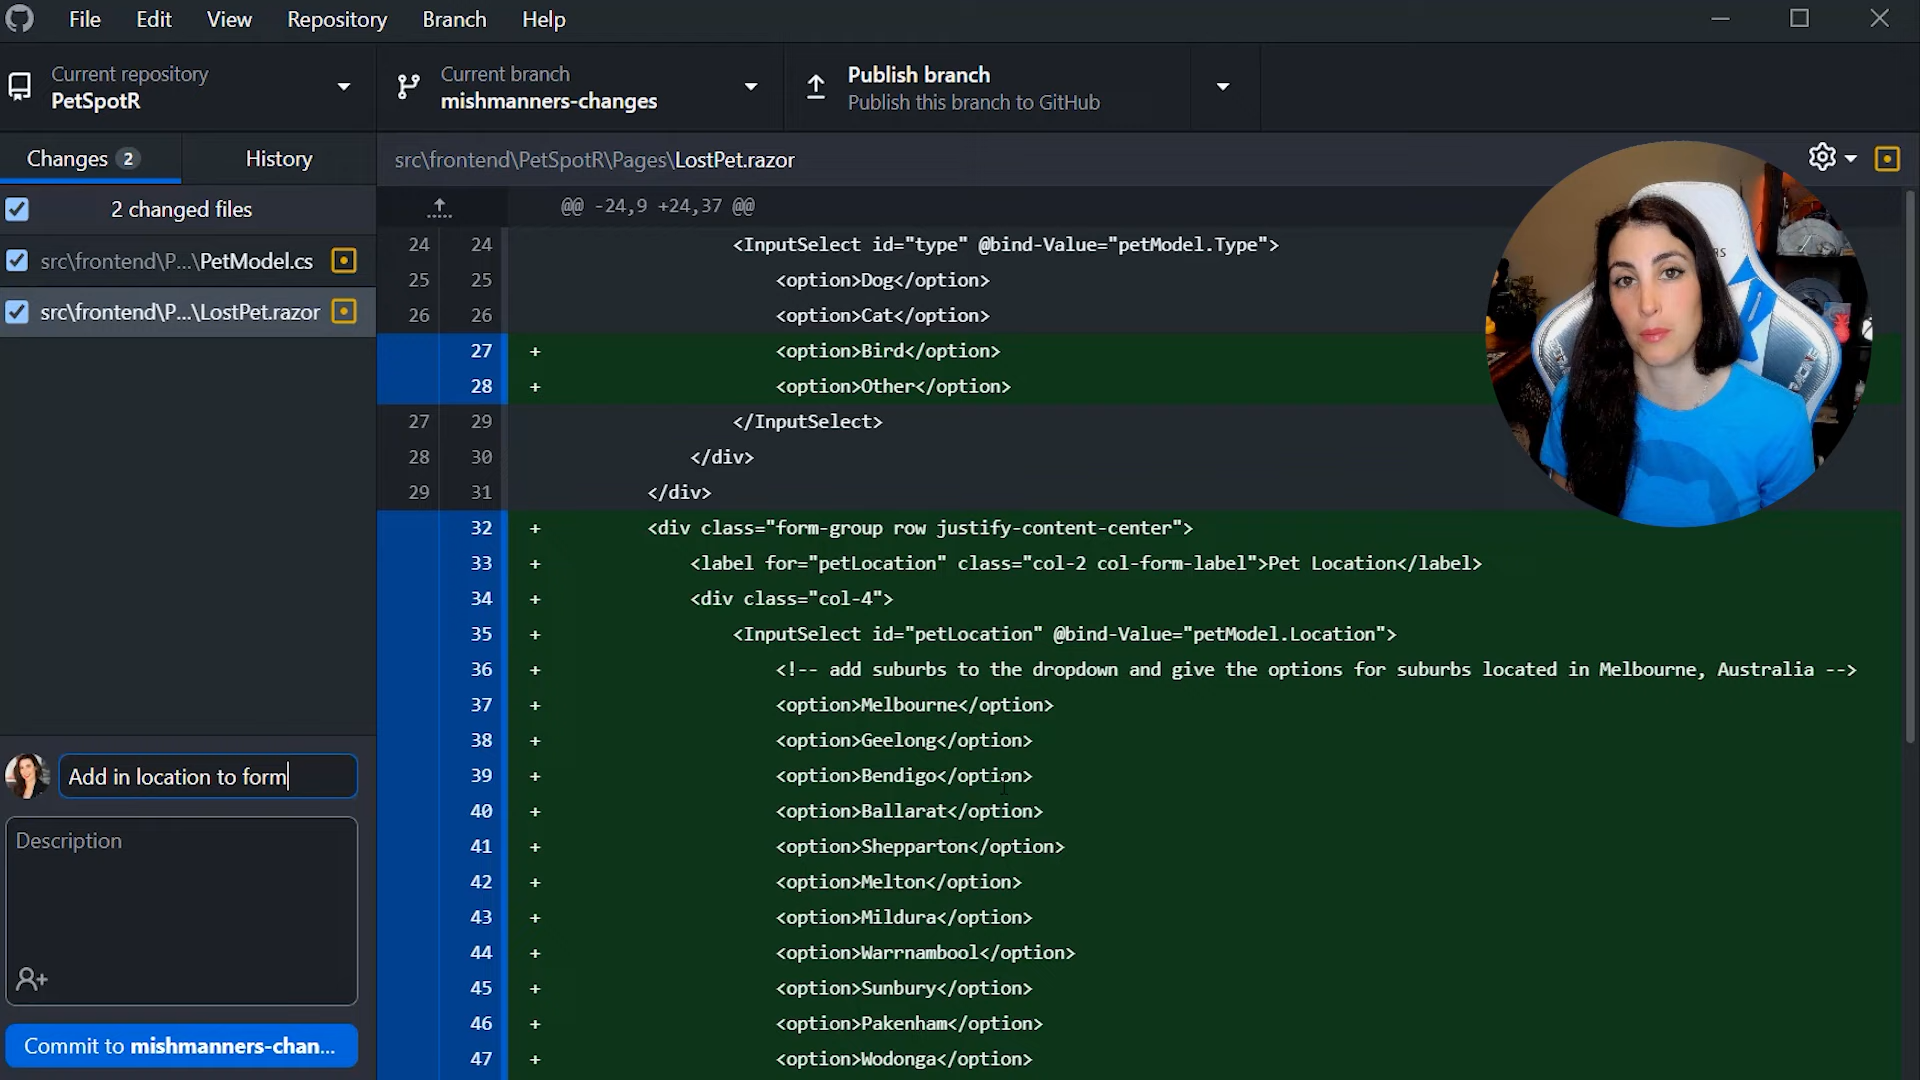 File Edit View Repository Branch Help
Current repository
PetSpotR
Current branch
mishmanners-changes
Publish branch
Publish this branch to GitHub
Changes 2
History
2 changed files
src\frontend\P...\PetModel.cs
src\frontend\P...\LostPet.razor
src\frontend\PetSpotR\Pages\LostPet.razor
@@ -24,9 +24,37 @@
24 24 <InputSelect id="type" @bind-Value="petModel.Type">
25 25 <option>Dog</option>
26 26 <option>Cat</option>
27 + <option>Bird</option>
28 + <option>Other</option>
27 29 </InputSelect>
28 30 </div>
29 31 </div>
32 + <div class="form-group row justify-content-center">
33 + <label for="petLocation" class="col-2 col-form-label">Pet Location</label>
34 + <div class="col-4">
35 + <InputSelect id="petLocation" @bind-Value="petModel.Location">
36 + <!-- add suburbs to the dropdown and give the options for suburbs located in Melbourne, Australia -->
37 + <option>Melbourne</option>
38 + <option>Geelong</option>
39 + <option>Bendigo</option>
40 + <option>Ballarat</option>
41 + <option>Shepparton</option>
42 + <option>Melton</option>
43 + <option>Mildura</option>
44 + <option>Warrnambool</option>
45 + <option>Sunbury</option>
46 + <option>Pakenham</option>
47 + <option>Wodonga</option>
Add in location to form
Description
Commit to mishmanners-chan...